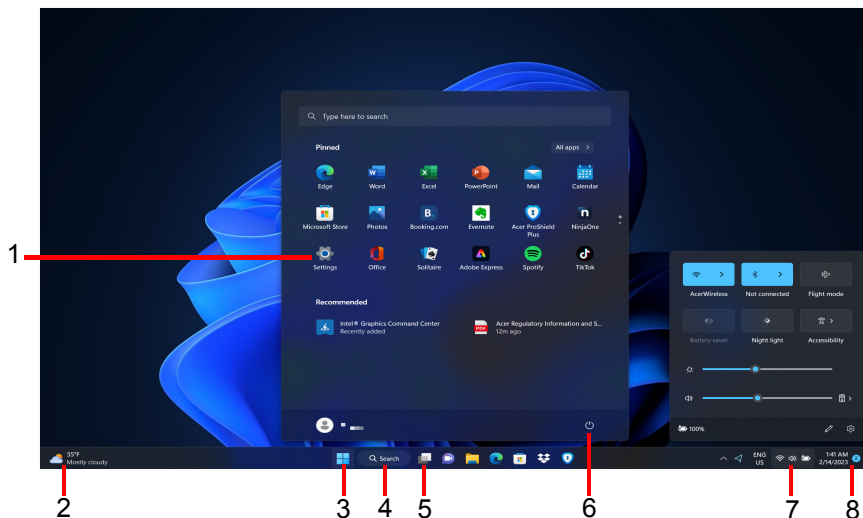 Type here to search
Pinned
All apps >
Edge
Word
Excel
PowerPoint
Mail
Calendar
Microsoft Store
Photos
Booking.com
Evernote
Acer ProShield
Plus
NinjaOne
1
Settings
Office
Solitaire
Adobe Express
Spotify
TikTok
Recommended
Intel® Graphics Command Center
Recently added
PDF
Acer Regulatory Information and S...
12m ago
AcerWireless
Not connected
Flight mode
Battery saver
Night light
Accessibility
100%
55°F
Mostly cloudy
Search
ENG
US
1:41 AM
2/14/2023
2
2
3
4
5
6
7
8